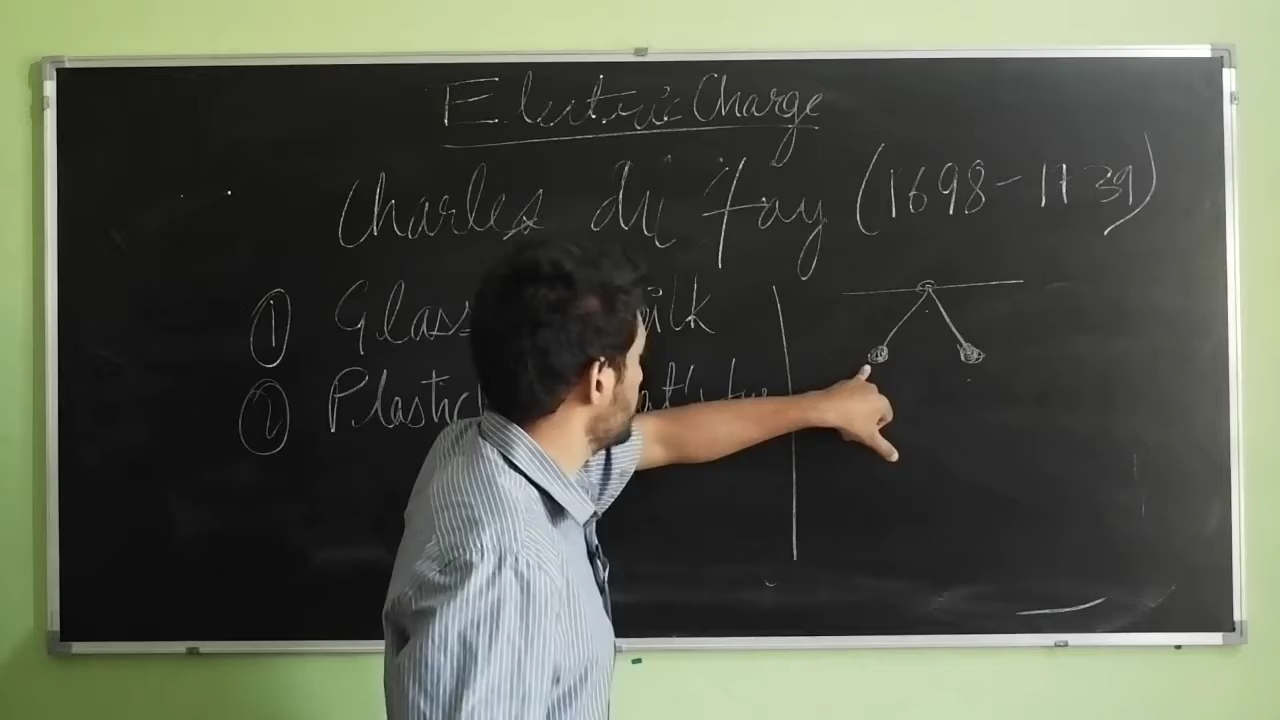 Electric Charge
Charles du fay (1698-1739)
① Glass silk
② Plastic